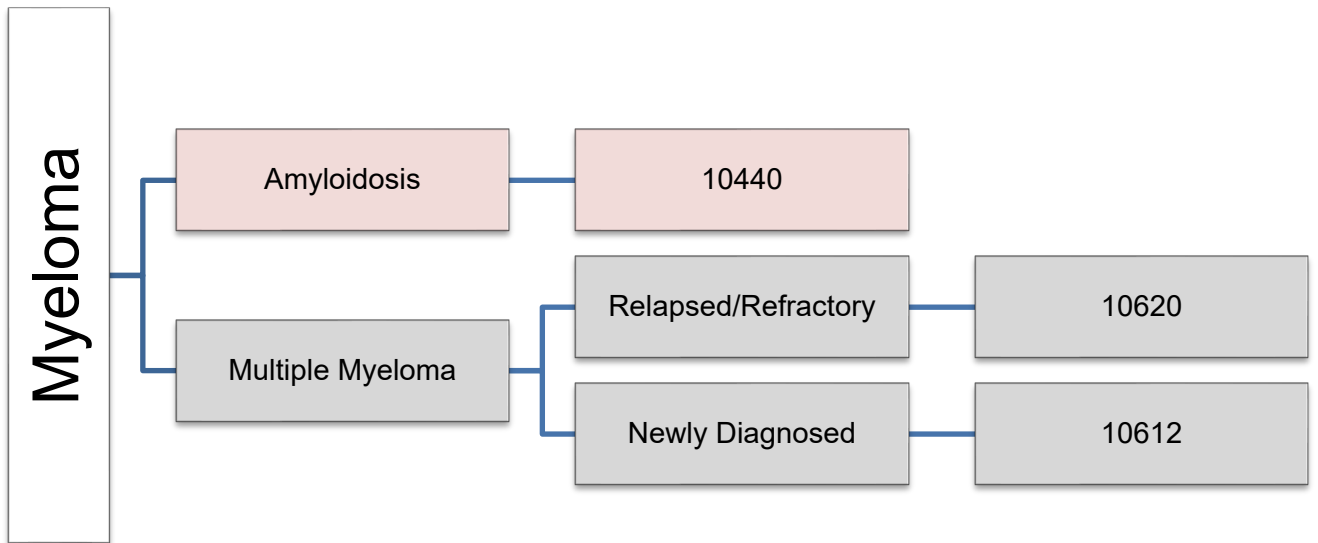 Myeloma
Amyloidosis
10440
Multiple Myeloma
Relapsed/Refractory
10620
Newly Diagnosed
10612